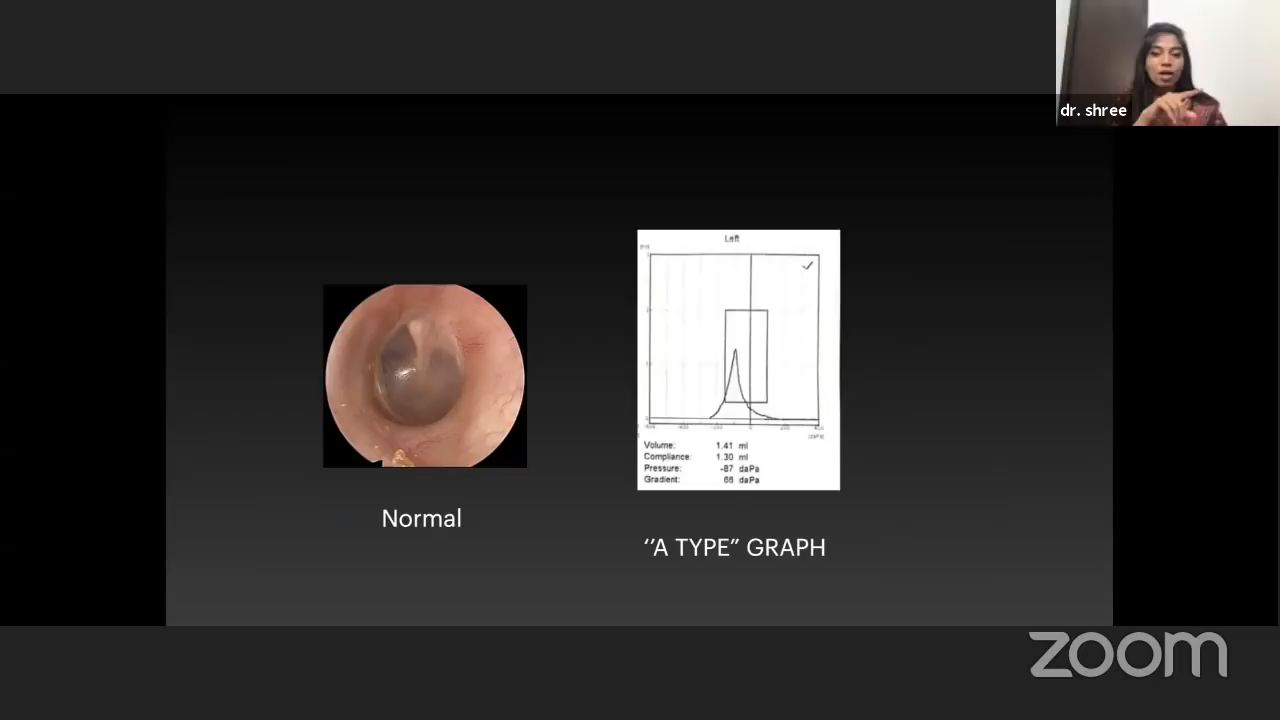 dr. shree
Left
Volume: 1.41 ml
Compliance: 1.30 ml
Pressure: -87 daPa
Gradient: 68 daPa
Normal
‘’A TYPE” GRAPH
zoom